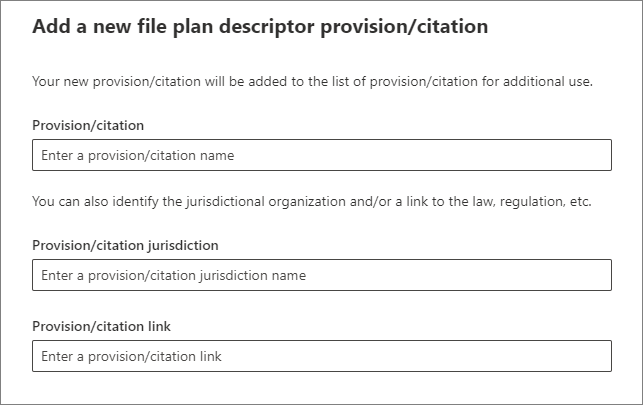 Add a new file plan descriptor provision/citation
Your new provision/citation will be added to the list of provision/citation for additional use.
Provision/citation
Enter a provision/citation name
You can also identify the jurisdictional organization and/or a link to the law, regulation, etc.
Provision/citation jurisdiction
Enter a provision/citation jurisdiction name
Provision/citation link
Enter a provision/citation link